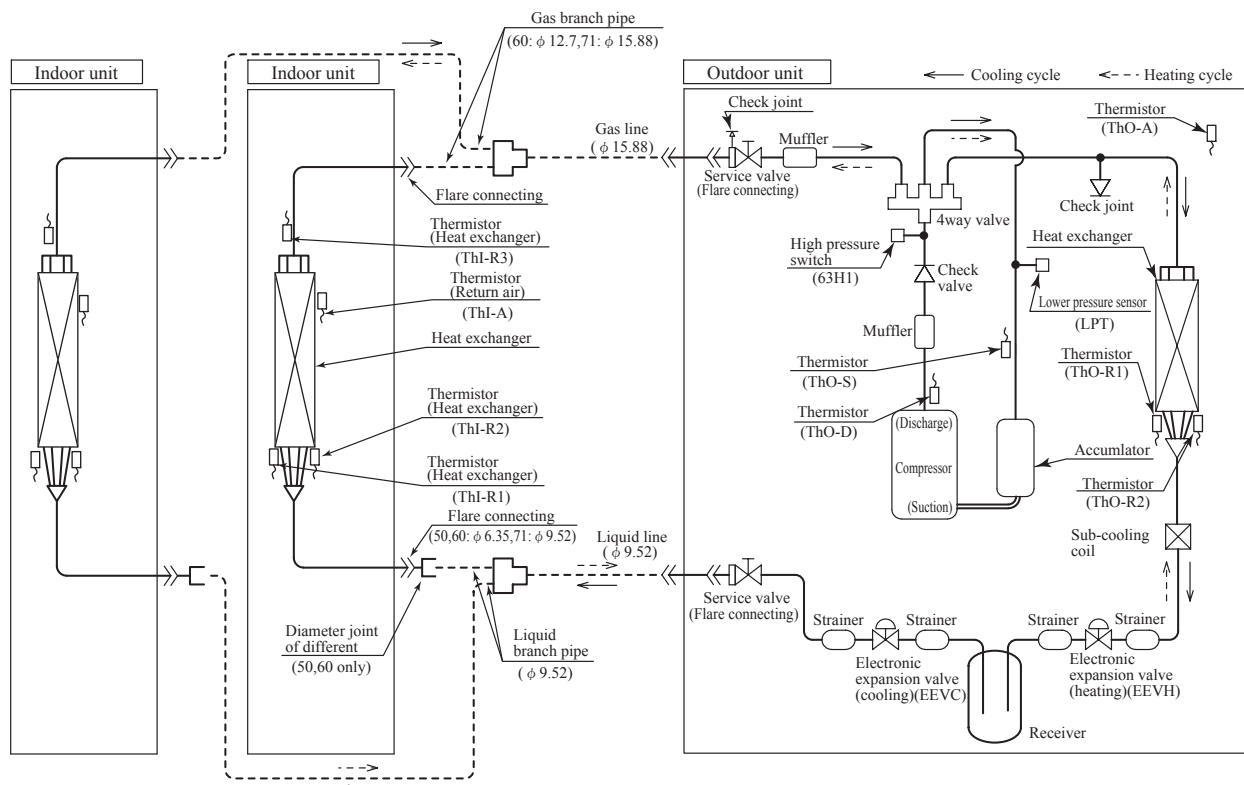 Gas branch pipe
(60: φ 12.7,71: φ 15.88)
Indoor unit
Indoor unit
Outdoor unit
Cooling cycle
Heating cycle
Check joint
Thermistor
(ThO-A)
Gas line
(φ 15.88)
Muffler
Service valve
(Flare connecting)
Flare connecting
Check joint
4way valve
Thermistor
(Heat exchanger)
(ThI-R3)
High pressure
switch
(63H1)
Heat exchanger
Check
valve
Thermistor
(Return air)
(ThI-A)
Lower pressure sensor
(LPT)
Muffler
Heat exchanger
Thermistor
(ThO-S)
Thermistor
(ThO-R1)
Thermistor
(Heat exchanger)
(ThI-R2)
Thermistor
(ThO-D)
(Discharge)
Compressor
(Suction)
Accumlator
Thermistor
(Heat exchanger)
(ThI-R1)
Thermistor
(ThO-R2)
Flare connecting
(50,60: φ 6.35,71: φ 9.52)
Liquid line
(φ 9.52)
Sub-cooling
coil
Service valve
(Flare connecting)
Diameter joint
of different
(50,60 only)
Liquid
branch pipe
(φ 9.52)
Strainer
Strainer
Strainer
Strainer
Electronic
expansion valve
(cooling)(EEVC)
Electronic
expansion valve
(heating)(EEVH)
Receiver